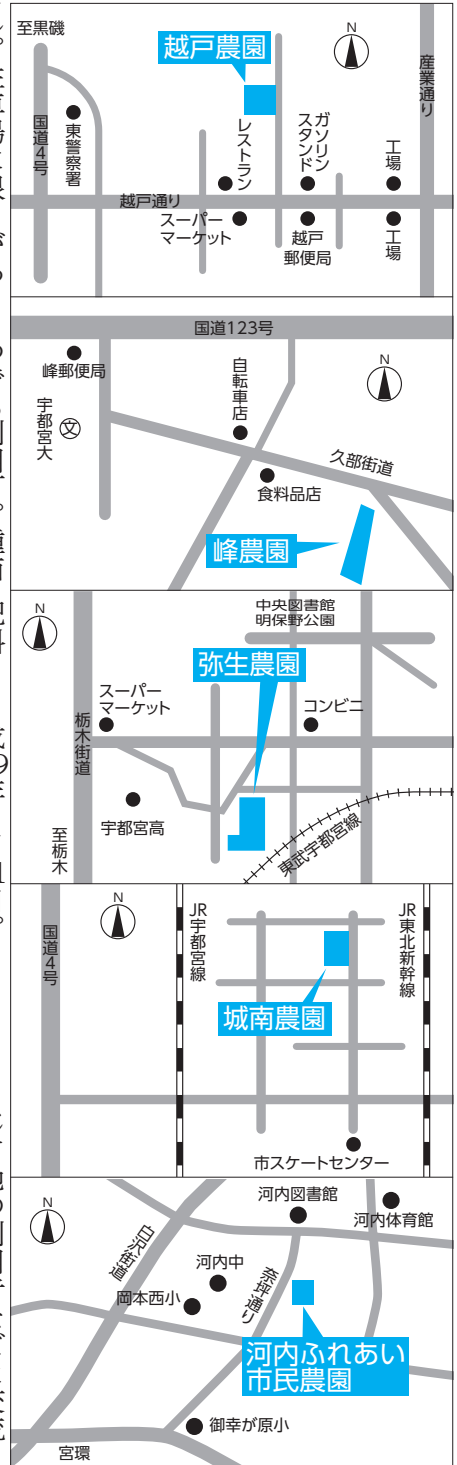 至黒磯
国道4号
東警察署
越戸農園
N
産業通り
レストラン
ガソリン
スタンド
工場
越戸通り
スーパー
マーケット
越戸
郵便局
工場
国道123号
峰郵便局
宇都宮大
文
自転車店
N
久部街道
食料品店
峰農園
N
中央図書館
明保野公園
弥生農園
スーパー
マーケット
コンビニ
栃木街道
宇都宮高
至栃木
東武宇都宮線
N
国道4号
JR宇都宮線
JR東北新幹線
城南農園
市スケートセンター
N
白沢街道
河内図書館
河内体育館
河内中
岡本西小
奈坪通り
河内ふれあい
市民農園
御幸が原小
宮環